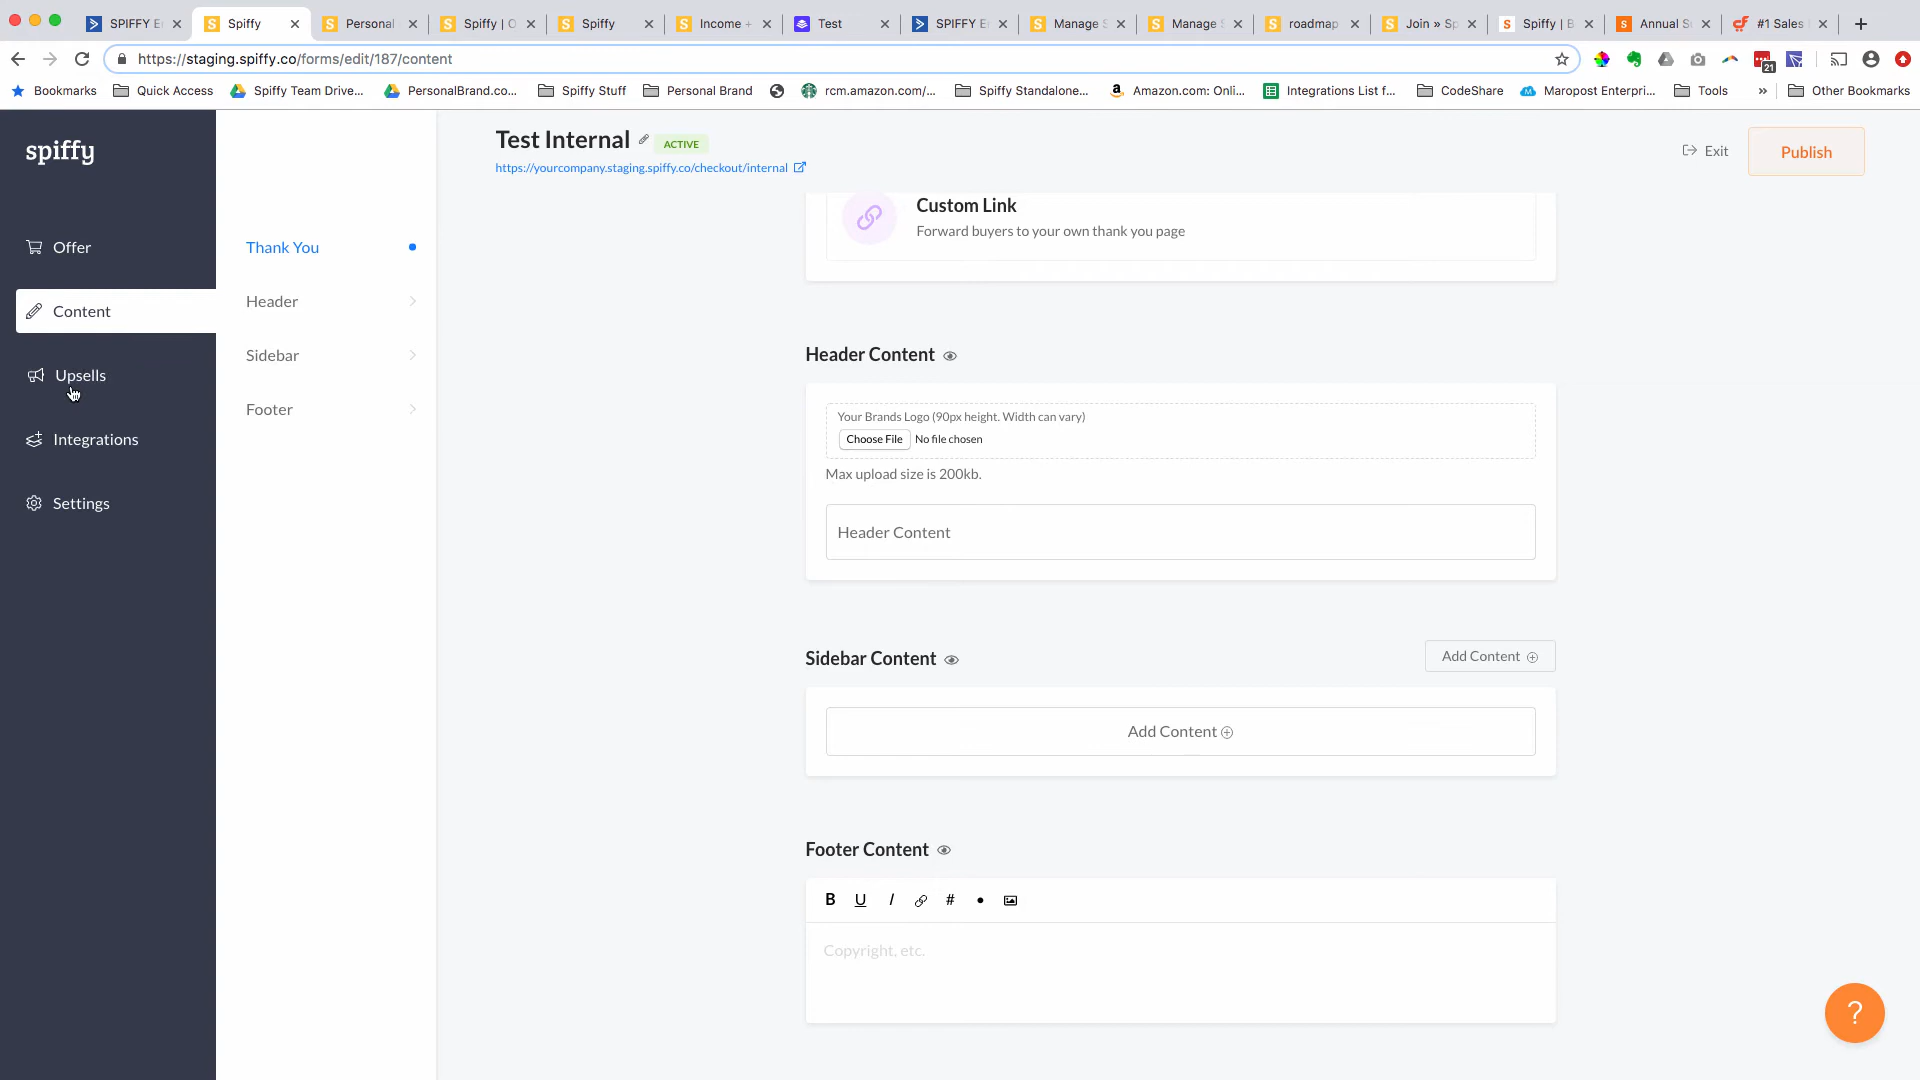 SPIFFY E
Spiffy
Personal
Spiffy | O
Spiffy
Income +
Test
SPIFFY E
Manage S
Manage S
roadmap
Join » Sp
Spiffy | B
Annual S
#1 Sales
https://staging.spiffy.co/forms/edit/187/content
21
Bookmarks
Quick Access
Spiffy Team Drive...
PersonalBrand.co...
Spiffy Stuff
Personal Brand
rcm.amazon.com/...
Spiffy Standalone...
Amazon.com: Onli...
Integrations List f...
CodeShare
Maropost Enterpri...
Tools
»
Other Bookmarks
spiffy
Offer
Content
Upsells
Integrations
Settings
Thank You
Header
Sidebar
Footer
Test Internal
ACTIVE
https://yourcompany.staging.spiffy.co/checkout/internal
Exit
Publish
Custom Link
Forward buyers to your own thank you page
Header Content
Your Brands Logo (90px height. Width can vary)
Choose File No file chosen
Max upload size is 200kb.
Header Content
Sidebar Content
Add Content
Add Content
Footer Content
B U I #
Copyright, etc.
?